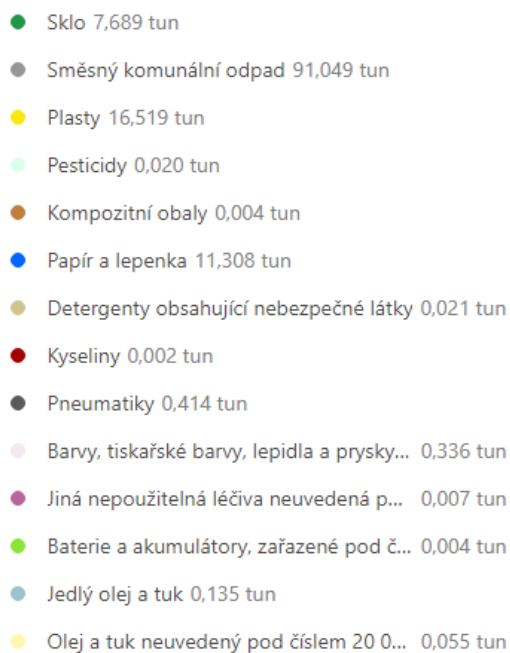 Sklo 7,689 tun
Směsný komunální odpad 91,049 tun
Plasty 16,519 tun
Pesticidy 0,020 tun
Kompozitní obaly 0,004 tun
Papír a lepenka 11,308 tun
Detergenty obsahující nebezpečné látky 0,021 tun
Kyseliny 0,002 tun
Pneumatiky 0,414 tun
Barvy, tiskařské barvy, lepidla a prysky... 0,336 tun
Jiná nepoužitelná léčiva neuvedená p... 0,007 tun
Baterie a akumulátory, zařazené pod č... 0,004 tun
Jedlý olej a tuk 0,135 tun
Olej a tuk neuvedený pod číslem 20 0... 0,055 tun